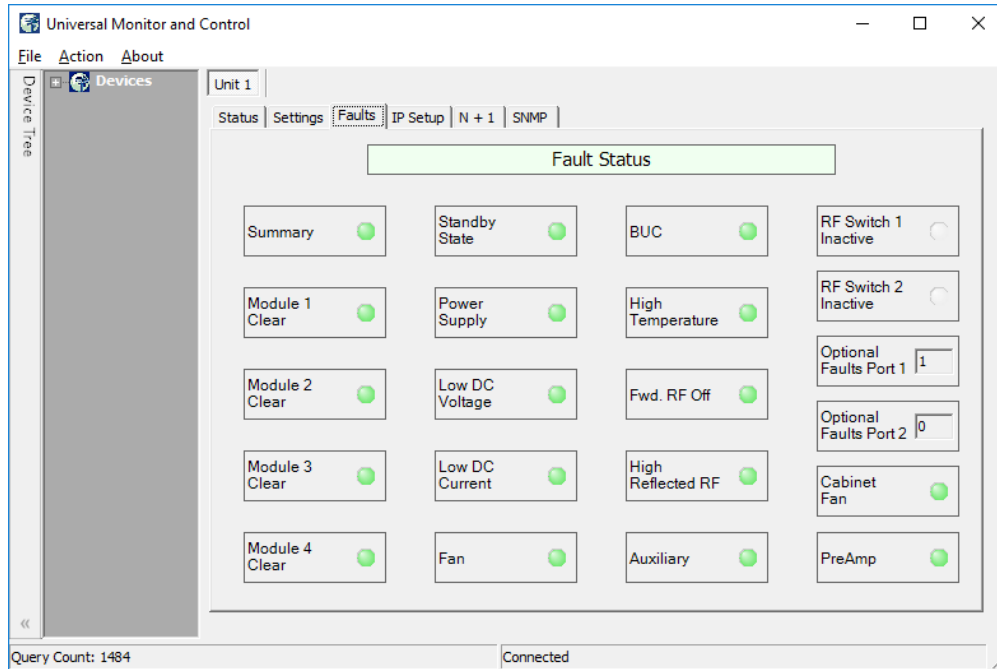 Universal Monitor and Control
File Action About
Device Tree
Devices
Unit 1
Status Settings Faults IP Setup N + 1 SNMP
Fault Status
Summary
Standby
State
BUC
RF Switch 1
Inactive
Module 1
Clear
Power
Supply
High
Temperature
RF Switch 2
Inactive
Optional
Faults Port 1 1
Module 2
Clear
Low DC
Voltage
Fwd. RF Off
Optional
Faults Port 2 0
Module 3
Clear
Low DC
Current
High
Reflected RF
Cabinet
Fan
Module 4
Clear
Fan
Auxiliary
PreAmp
Query Count: 1484
Connected